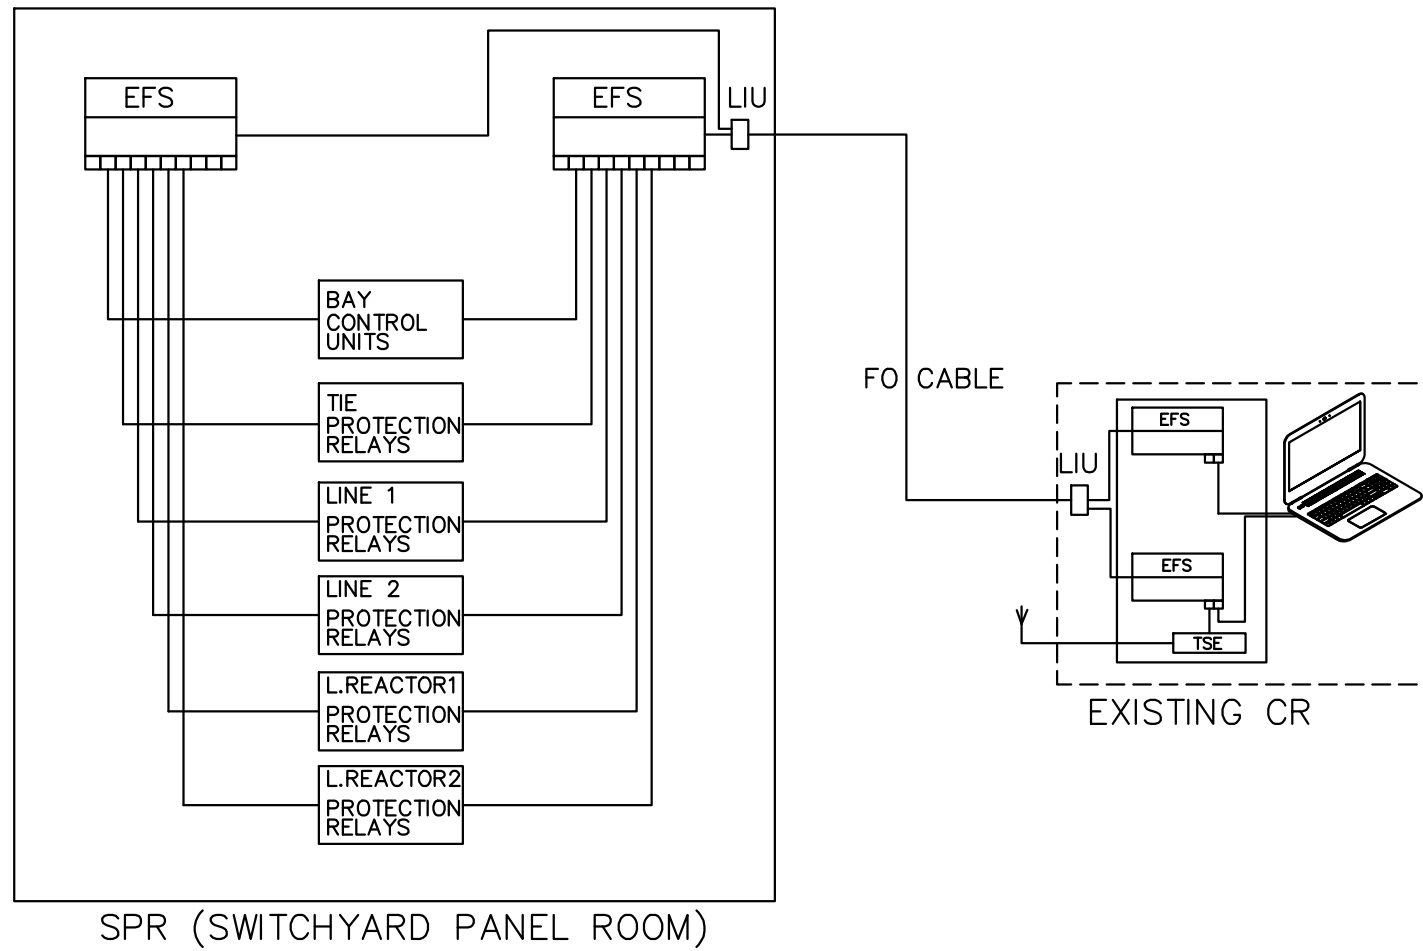 EFS
EFS
LIU
BAY
CONTROL
UNITS
TIE
PROTECTION
RELAYS
LINE 1
PROTECTION
RELAYS
LINE 2
PROTECTION
RELAYS
L.REACTOR1
PROTECTION
RELAYS
L.REACTOR2
PROTECTION
RELAYS
SPR (SWITCHYARD PANEL ROOM)
FO CABLE
LIU
EFS
EFS
TSE
EXISTING CR